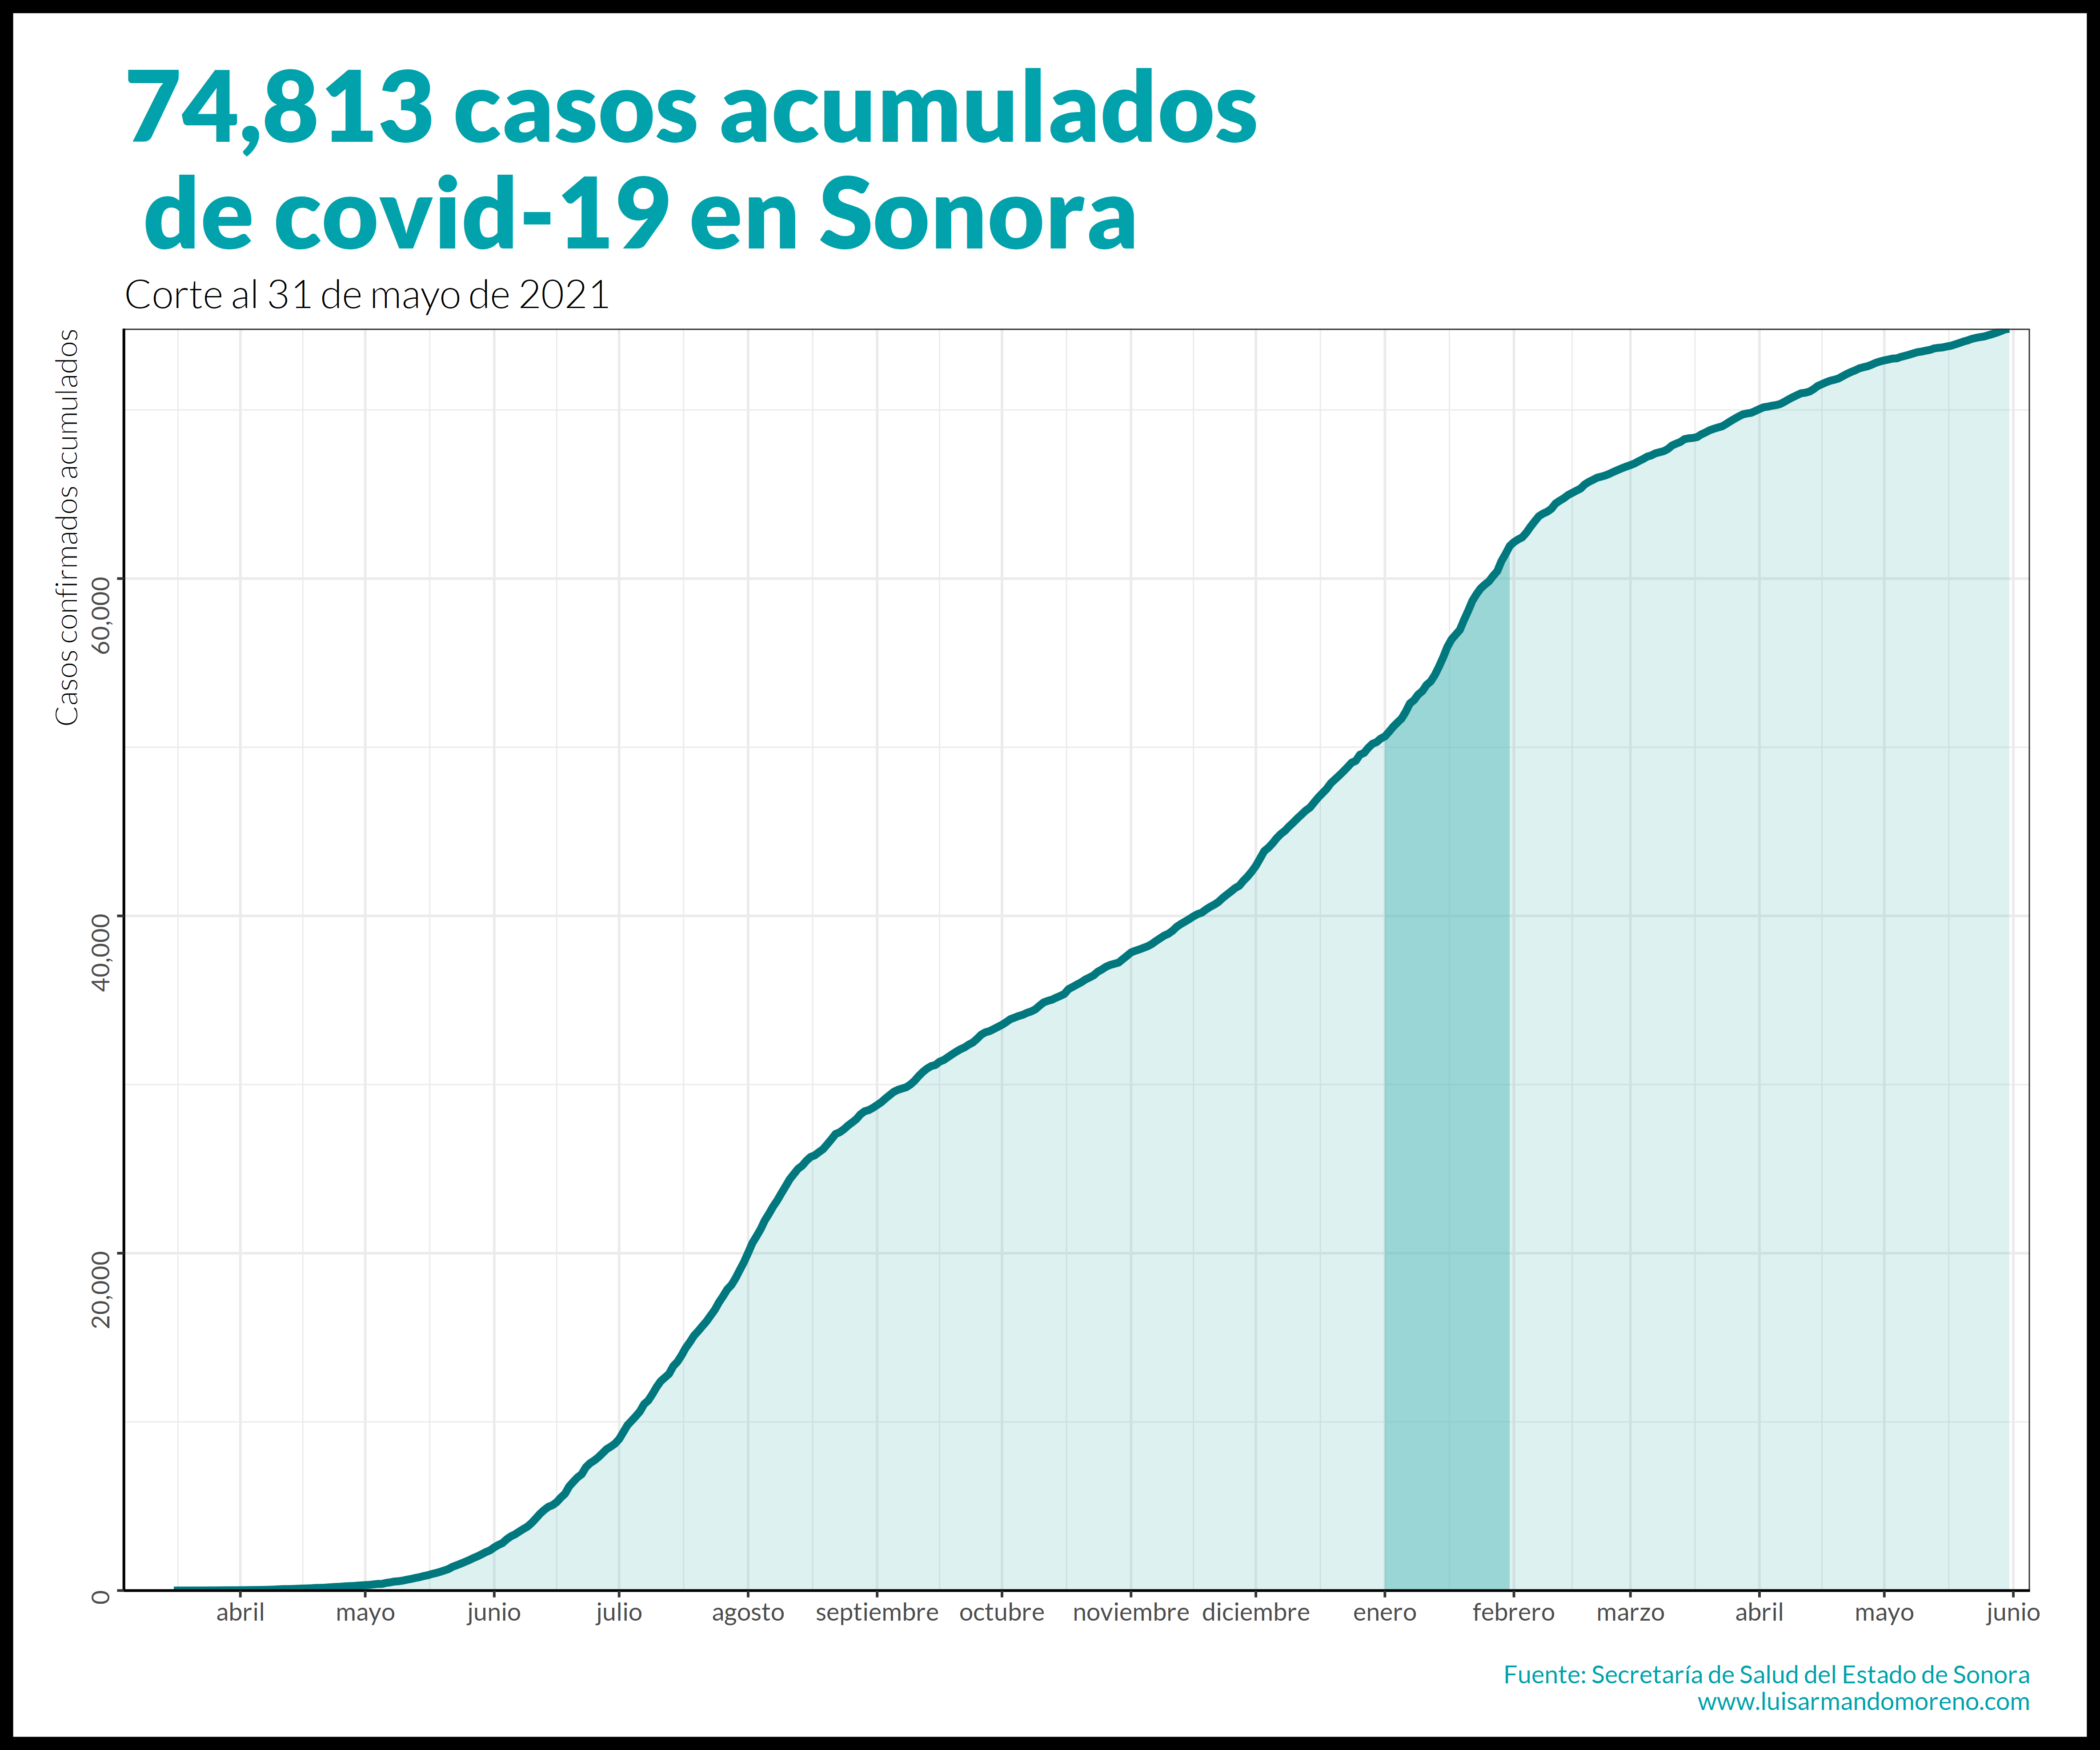 74,813 casos acumulados
de covid-19 en Sonora
Corte al 31 de mayo de 2021
Casos confirmados acumulados
60,000
40,000
20,000
0
abril mayo junio julio agosto septiembre octubre noviembre diciembre enero febrero marzo abril mayo junio
Fuente: Secretaría de Salud del Estado de Sonora
www.luisarmandomoreno.com